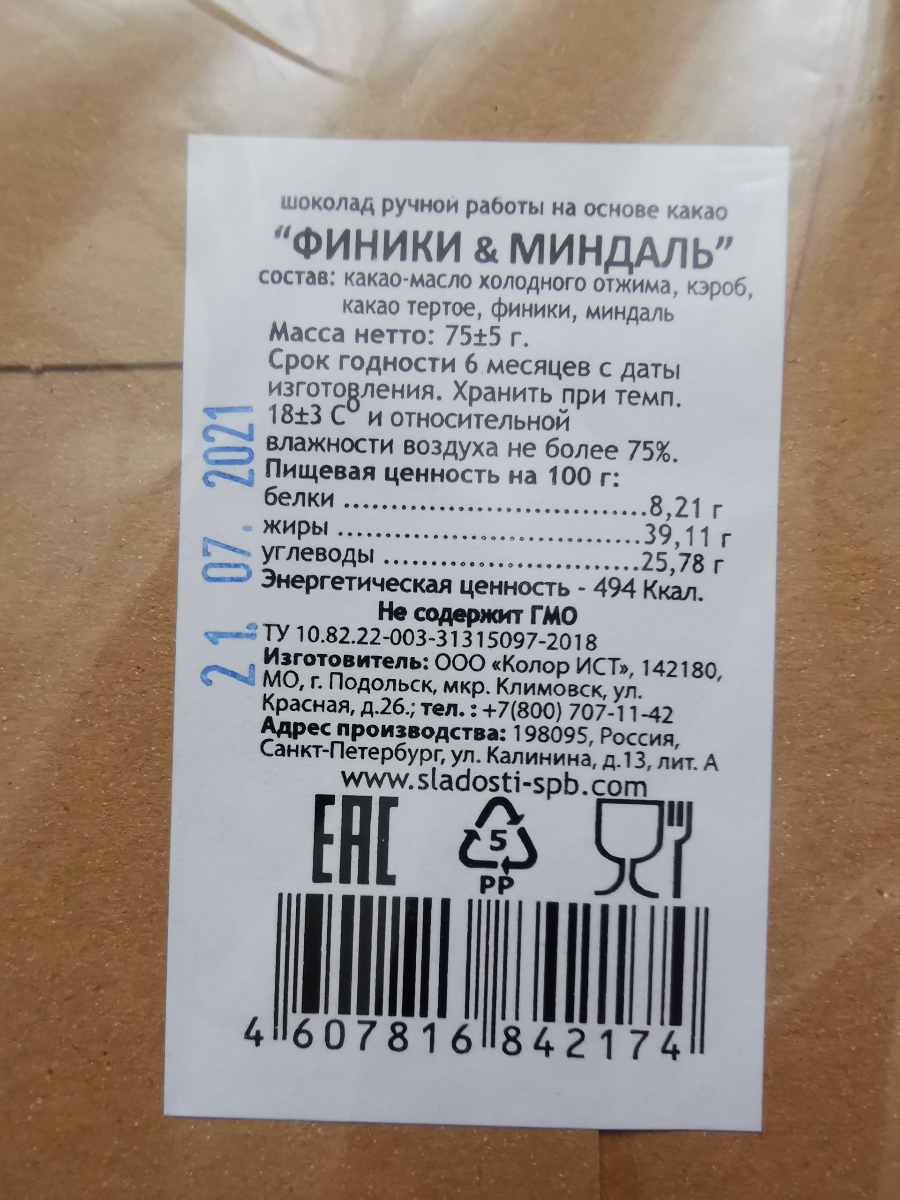 шоколад ручной работы на основе какао
“ФИНИКИ & МИНДАЛЬ”
состав: какао-масло холодного отжима, кэроб,
какао тертое, финики, миндаль
Масса нетто: 75±5 г.
Срок годности 6 месяцев с даты
изготовления. Хранить при темп.
18±3 С° и относительной
влажности воздуха не более 75%.
Пищевая ценность на 100 г:
белки ................................8,21 г
жиры ................................39,11 г
углеводы ...........................25,78 г
Энергетическая ценность - 494 Ккал.
Не содержит ГМО
ТУ 10.82.22-003-31315097-2018
Изготовитель: ООО «Колор ИСТ», 142180,
МО, г. Подольск, мкр. Климовск, ул.
Красная, д.2б.; тел. : +7(800) 707-11-42
Адрес производства: 198095, Россия,
Санкт-Петербург, ул. Калинина, д.13, лит. А
www.sladosti-spb.com
EAC
5
PP
4 607816 842174
21. 07. 2021